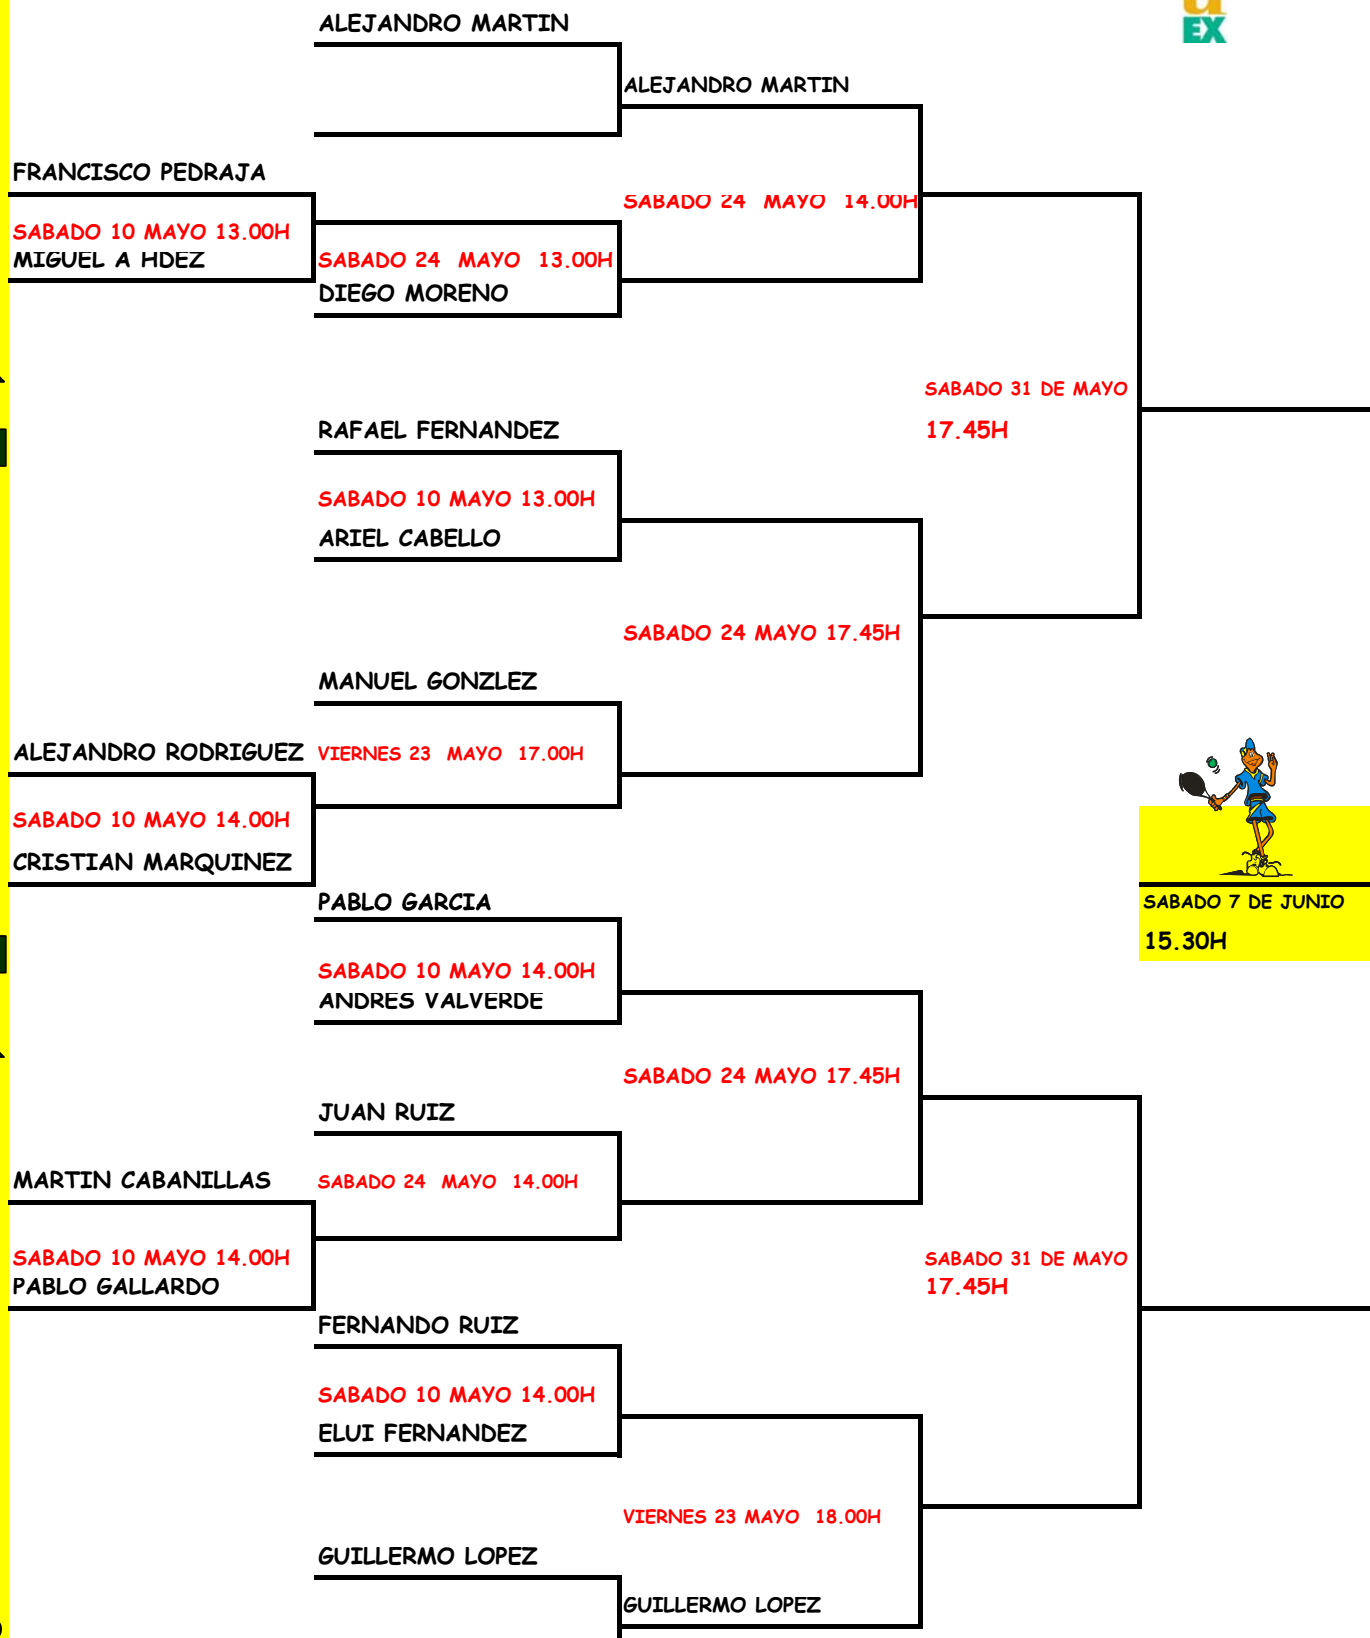 EX
ALEJANDRO MARTIN
ALEJANDRO MARTIN
FRANCISCO PEDRAJA
SABADO 24 MAYO 14.00H
SABADO 10 MAYO 13.00H
MIGUEL A HDEZ
SABADO 24 MAYO 13.00H
DIEGO MORENO
SABADO 31 DE MAYO
17.45H
RAFAEL FERNANDEZ
SABADO 10 MAYO 13.00H
ARIEL CABELLO
SABADO 24 MAYO 17.45H
MANUEL GONZLEZ
ALEJANDRO RODRIGUEZ
VIERNES 23 MAYO 17.00H
SABADO 10 MAYO 14.00H
CRISTIAN MARQUINEZ
PABLO GARCIA
SABADO 7 DE JUNIO
15.30H
SABADO 10 MAYO 14.00H
ANDRES VALVERDE
SABADO 24 MAYO 17.45H
JUAN RUIZ
MARTIN CABANILLAS
SABADO 24 MAYO 14.00H
SABADO 10 MAYO 14.00H
PABLO GALLARDO
SABADO 31 DE MAYO
17.45H
FERNANDO RUIZ
SABADO 10 MAYO 14.00H
ELUI FERNANDEZ
VIERNES 23 MAYO 18.00H
GUILLERMO LOPEZ
GUILLERMO LOPEZ